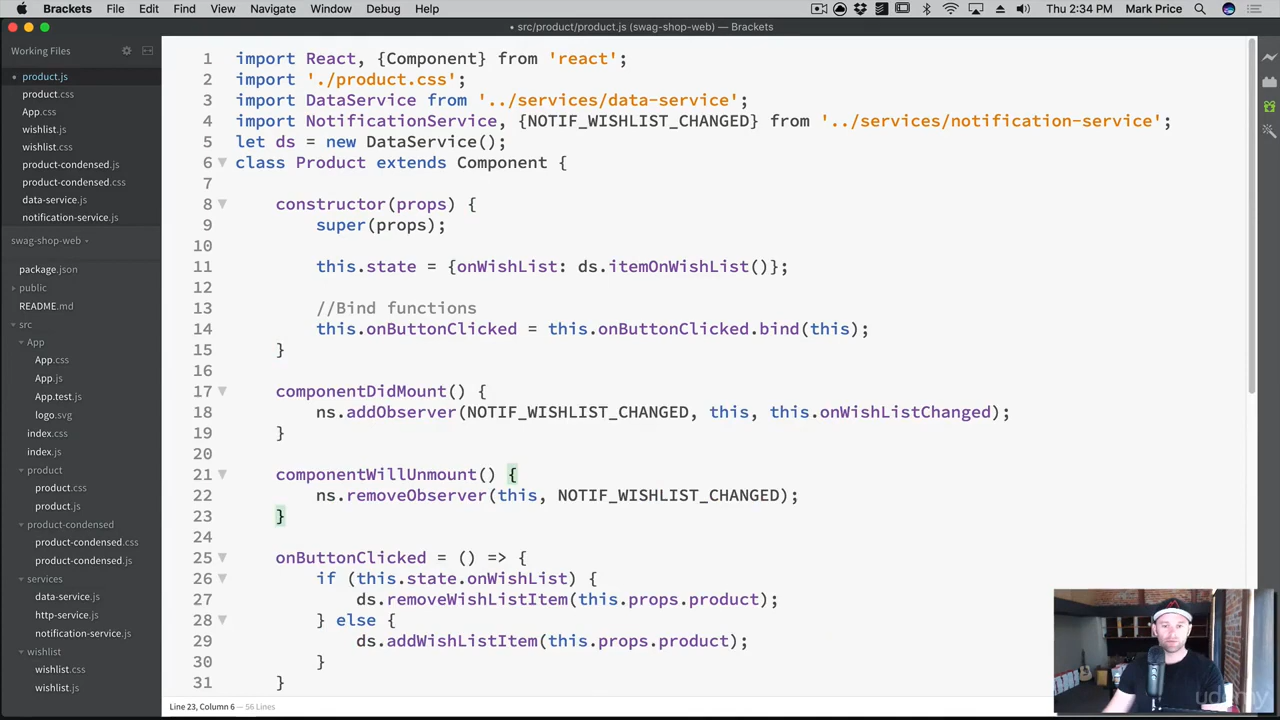 Brackets File Edit Find View Navigate Window Debug Help Thu 2:34 PM Mark Price
• src/product/product.js (swag-shop-web) — Brackets
Working Files
product.js
product.css
App.css
wishlist.js
wishlist.css
product-condensed.js
product-condensed.css
data-service.js
notification-service.js
swag-shop-web
package.json
public
README.md
src
App
App.css
App.js
App.test.js
logo.svg
index.css
index.js
product
product.css
product.js
product-condensed
product-condensed.css
product-condensed.js
services
data-service.js
http-service.js
notification-service.js
wishlist
wishlist.css
wishlist.js
1 import React, {Component} from 'react';
2 import './product.css';
3 import DataService from '../services/data-service';
4 import NotificationService, {NOTIF_WISHLIST_CHANGED} from '../services/notification-service';
5 let ds = new DataService();
6 class Product extends Component {
7
8 constructor(props) {
9 super(props);
10
11 this.state = {onWishList: ds.itemOnWishList()};
12
13 //Bind functions
14 this.onButtonClicked = this.onButtonClicked.bind(this);
15 }
16
17 componentDidMount() {
18 ns.addObserver(NOTIF_WISHLIST_CHANGED, this, this.onWishListChanged);
19 }
20
21 componentWillUnmount() {
22 ns.removeObserver(this, NOTIF_WISHLIST_CHANGED);
23 }
24
25 onButtonClicked = () => {
26 if (this.state.onWishList) {
27 ds.removeWishListItem(this.props.product);
28 } else {
29 ds.addWishListItem(this.props.product);
30 }
31 }
Line 23, Column 6 — 56 Lines
udemy